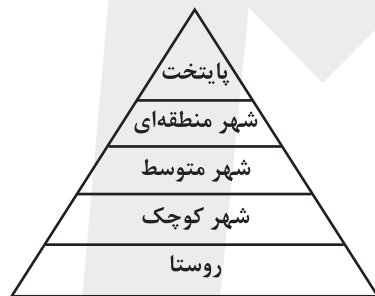 پایتخت
شهر منطقه‌ای
شهر متوسط
شهر کوچک
روستا